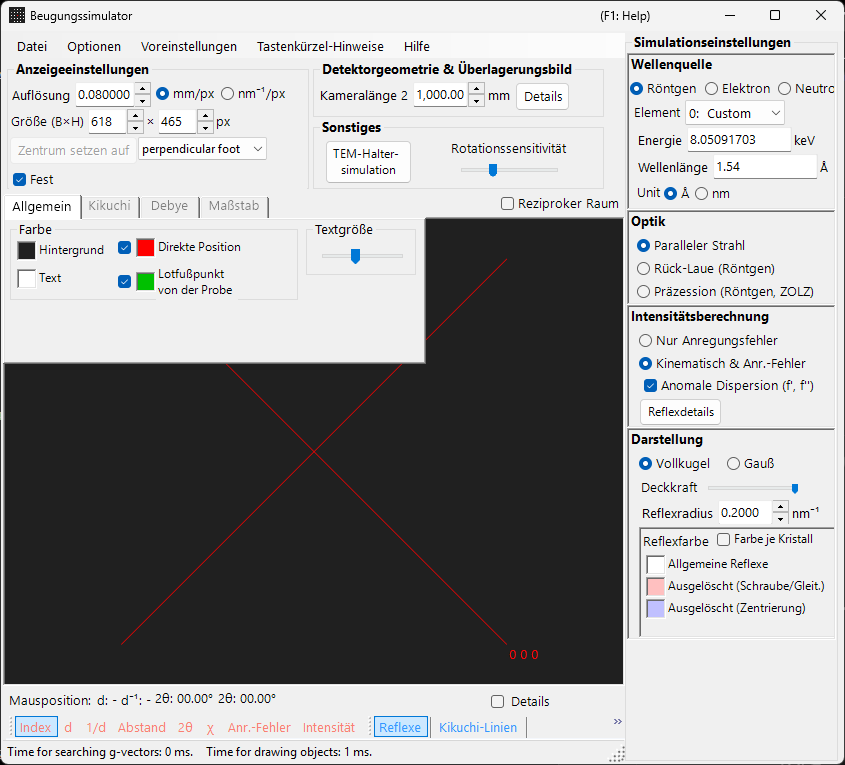 Beugungssimulator
(F1: Help)
Datei Optionen Voreinstellungen Tastenkürzel-Hinweise Hilfe
Anzeigeeinstellungen
Auflösung 0.080000 mm/px nm⁻¹/px
Größe (B×H) 618 × 465 px
Zentrum setzen auf perpendicular foot
Fest
Detektorgeometrie & Überlagerungsbild
Kameralänge 2 1,000.00 mm Details
Sonstiges
TEM-Halter-
simulation
Rotationssensitivität
Reziproker Raum
Allgemein Kikuchi Debye Maßstab
Farbe
Hintergrund Direkte Position
Text Lotfußpunkt
von der Probe
Textgröße
0 0 0
Mausposition: d: - d⁻¹: - 2θ: 00.00° 2θ: 00.00°
Details
Index d 1/d Abstand 2θ χ Anr.-Fehler Intensität Reflexe Kikuchi-Linien »
Time for searching g-vectors: 0 ms. Time for drawing objects: 1 ms.
Simulationseinstellungen
Wellenquelle
Röntgen Elektron Neutro
Element 0: Custom
Energie 8.05091703 keV
Wellenlänge 1.54 Å
Unit Å nm
Optik
Paralleler Strahl
Rück-Laue (Röntgen)
Präzession (Röntgen, ZOLZ)
Intensitätsberechnung
Nur Anregungsfehler
Kinematisch & Anr.-Fehler
Anomale Dispersion (f', f'')
Reflexdetails
Darstellung
Vollkugel Gauß
Deckkraft
Reflexradius 0.2000 nm⁻¹
Reflexfarbe Farbe je Kristall
Allgemeine Reflexe
Ausgelöscht (Schraube/Gleit.)
Ausgelöscht (Zentrierung)